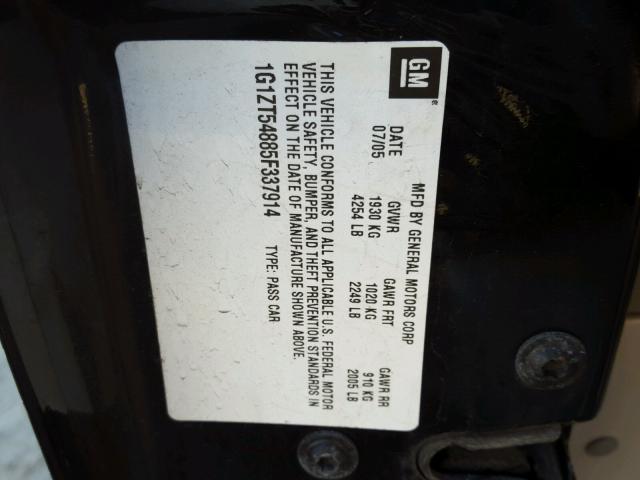 GM
®
MFD BY GENERAL MOTORS CORP
DATE GVWR GAWR FRT GAWR RR
07/05 1930 KG 1020 KG 910 KG
4254 LB 2249 LB 2005 LB
THIS VEHICLE CONFORMS TO ALL APPLICABLE U.S. FEDERAL MOTOR
VEHICLE SAFETY, BUMPER, AND THEFT PREVENTION STANDARDS IN
EFFECT ON THE DATE OF MANUFACTURE SHOWN ABOVE.
1G1ZT54885F337914 TYPE: PASS CAR